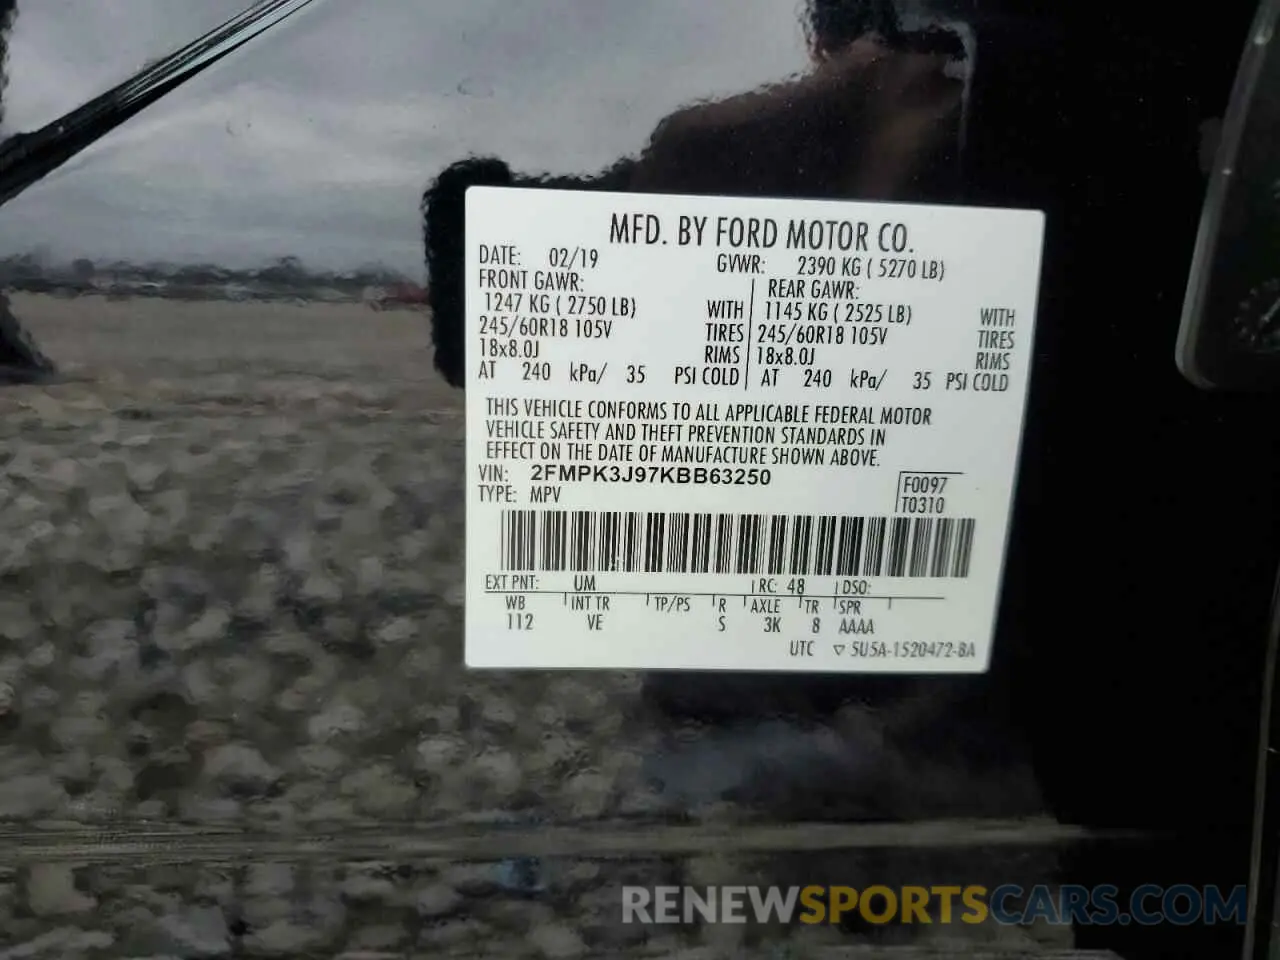 MFD. BY FORD MOTOR CO.
DATE: 02/19 GVWR: 2390 KG ( 5270 LB)
FRONT GAWR: REAR GAWR:
1247 KG ( 2750 LB) WITH 1145 KG ( 2525 LB) WITH
245/60R18 105V TIRES 245/60R18 105V TIRES
18x8.0J RIMS 18x8.0J RIMS
AT 240 kPa/ 35 PSI COLD AT 240 kPa/ 35 PSI COLD
THIS VEHICLE CONFORMS TO ALL APPLICABLE FEDERAL MOTOR
VEHICLE SAFETY AND THEFT PREVENTION STANDARDS IN
EFFECT ON THE DATE OF MANUFACTURE SHOWN ABOVE.
VIN: 2FMPK3J97KBB63250 F0097
TYPE: MPV T0310
EXT PNT: UM RC: 48 DSO:
WB INT TR TP/PS R AXLE TR SPR
112 VE S 3K 8 AAAA
UTC ▽ 5U5A-1520472-BA
RENEWSPORTSCARS.COM